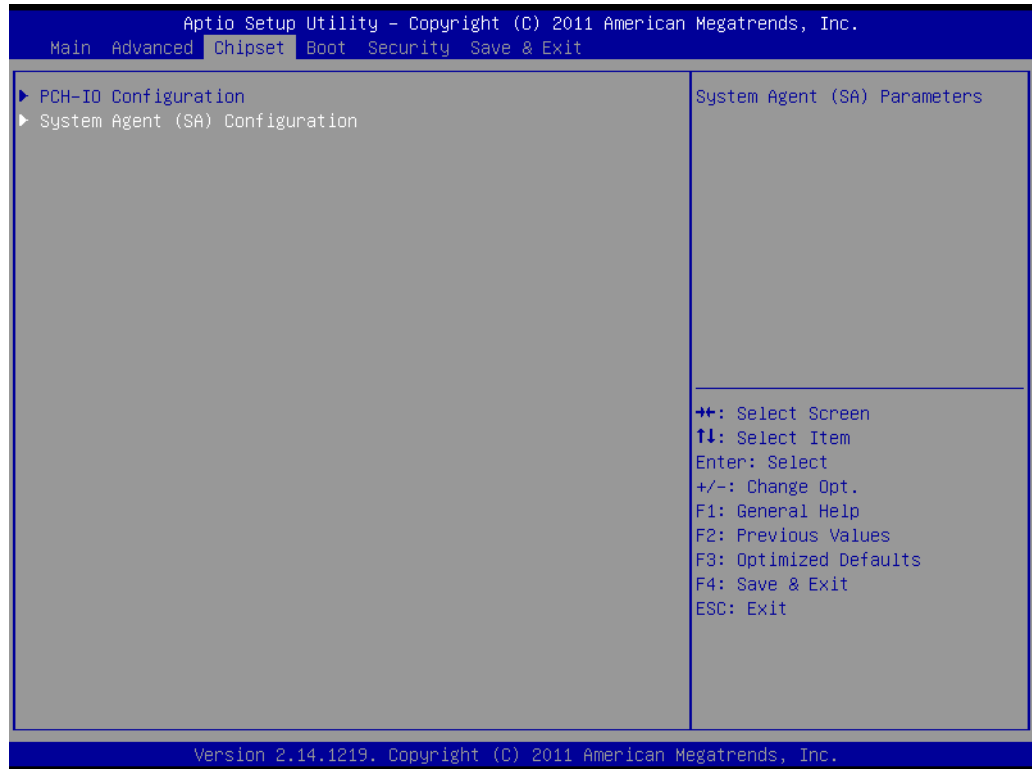 Aptio Setup Utility – Copyright (C) 2011 American Megatrends, Inc.
Main Advanced Chipset Boot Security Save & Exit
▶ PCH-IO Configuration
▶ System Agent (SA) Configuration
System Agent (SA) Parameters
→←: Select Screen
↑↓: Select Item
Enter: Select
+/-: Change Opt.
F1: General Help
F2: Previous Values
F3: Optimized Defaults
F4: Save & Exit
ESC: Exit
Version 2.14.1219. Copyright (C) 2011 American Megatrends, Inc.